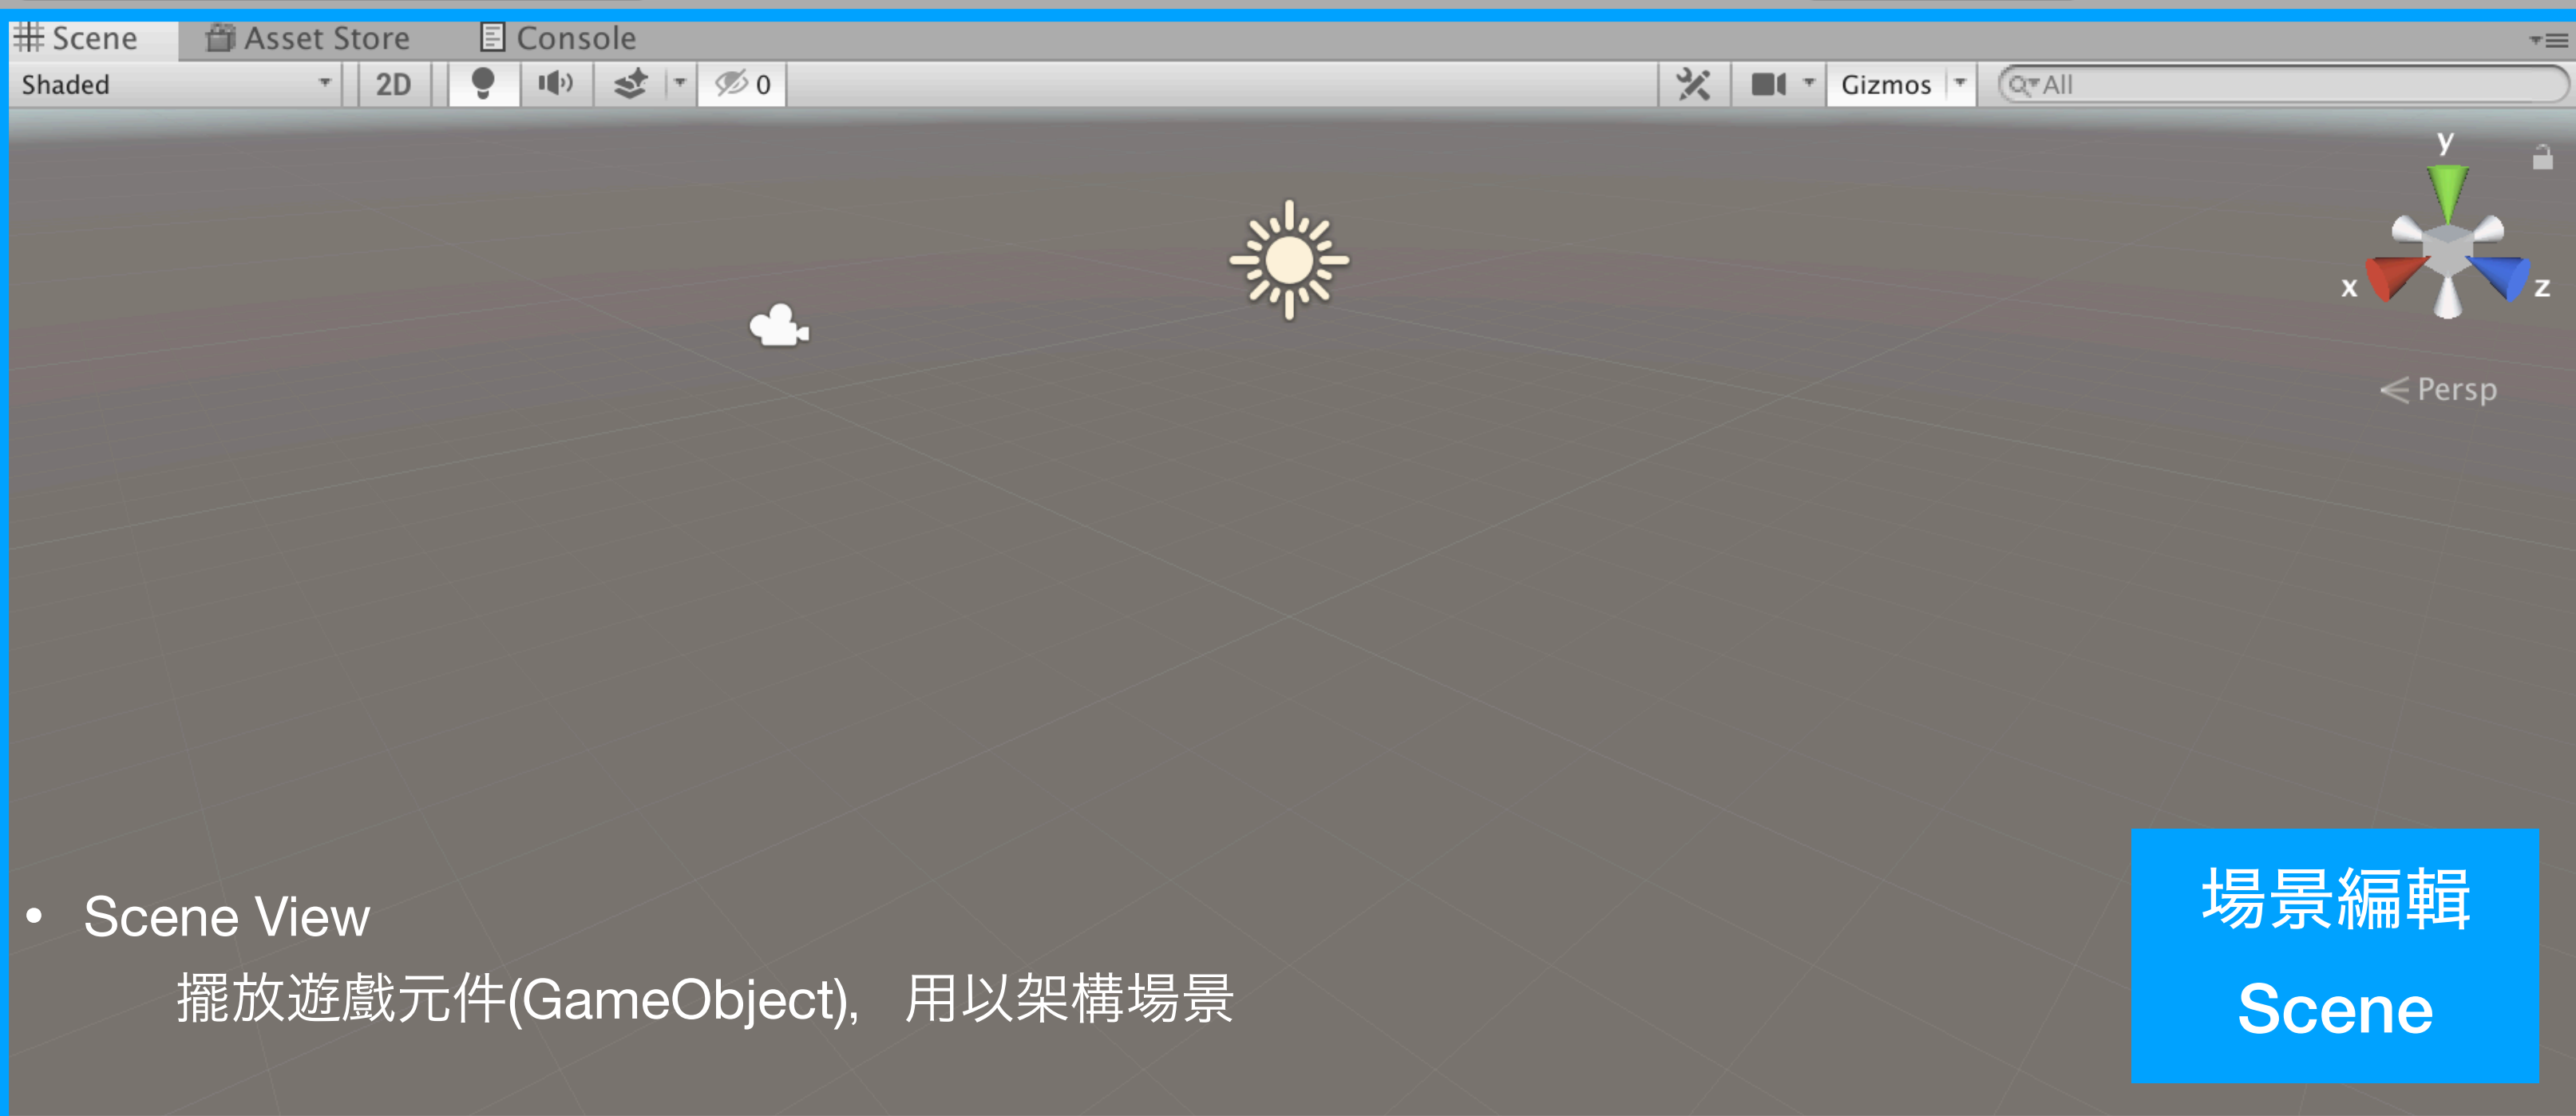 Scene Asset Store Console
Shaded 2D 0 Gizmos All
y
x z
Persp
• Scene View
擺放遊戲元件(GameObject), 用以架構場景
場景編輯
Scene